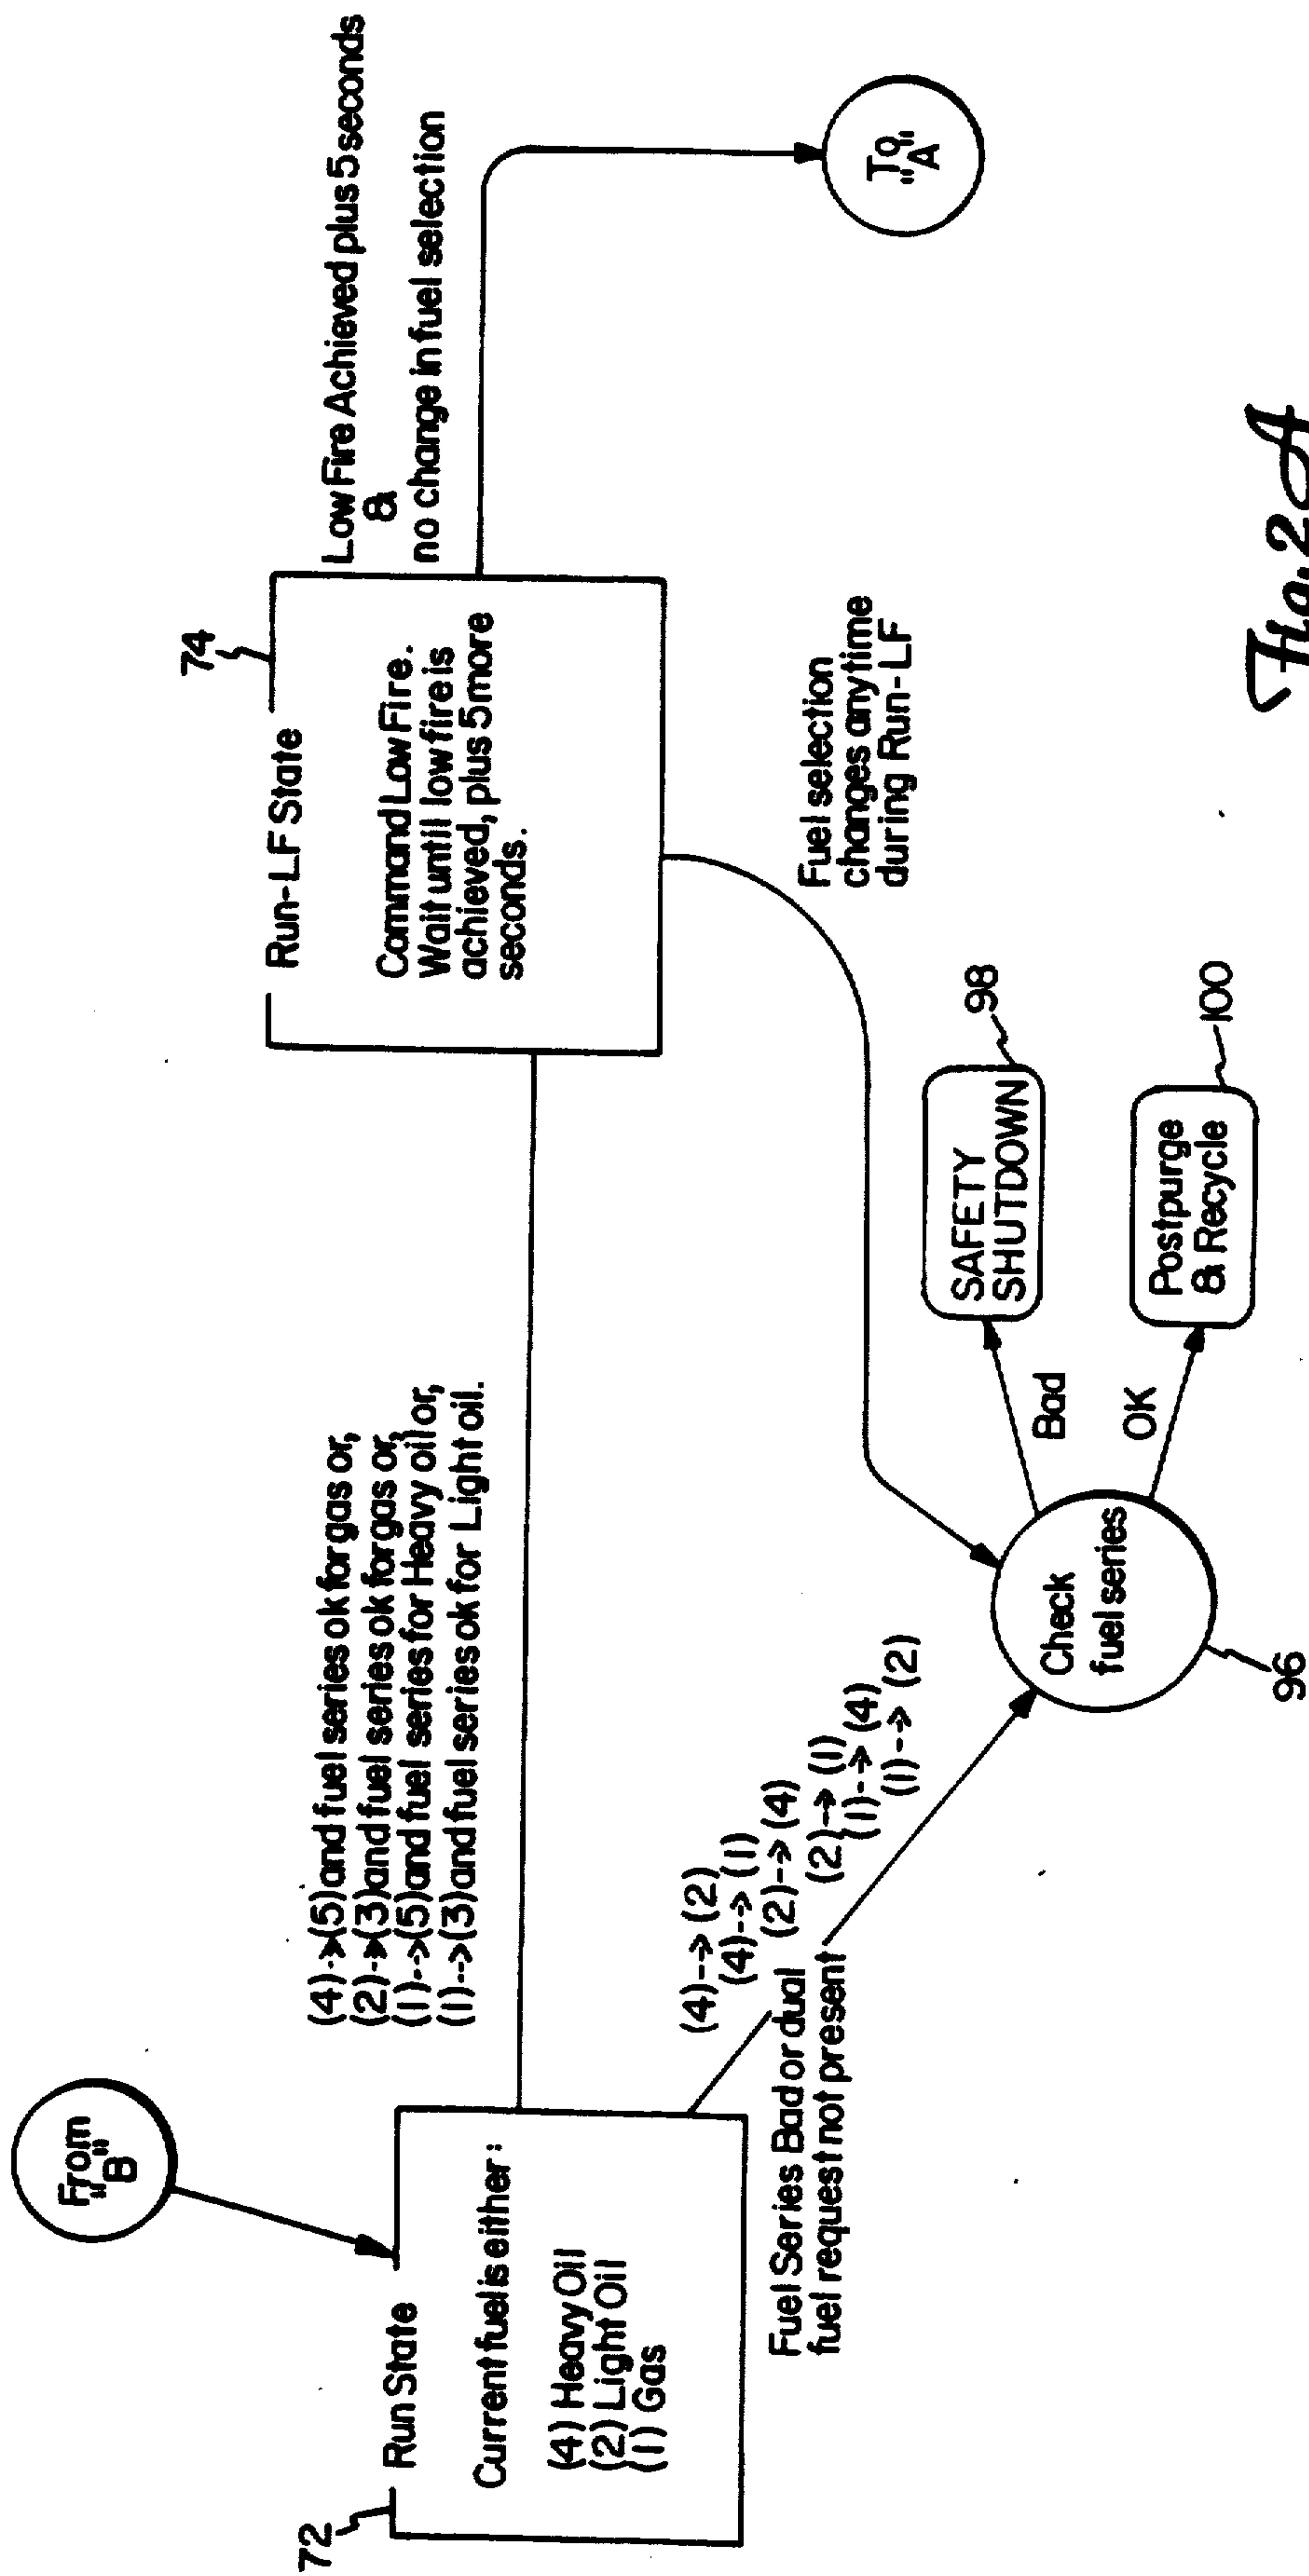 From
"B"
72
Run State
Current fuel is either:
(4) Heavy Oil
(2) Light Oil
(1) Gas
(4)->(5) and fuel series ok for gas or,
(2)->(3) and fuel series ok for gas or,
(1)-->(5) and fuel series for Heavy oil or,
(1)-->(3) and fuel series ok for Light oil.
74
Run-LF State
Command Low Fire.
Wait until low fire is
achieved, plus 5 more
seconds.
Low Fire Achieved plus 5 seconds
&
no change in fuel selection
To
"A"
Fuel selection
changes anytime
during Run-LF
(4)--> (2)
(4)--> (1)
(2)--> (4)
(2)--> (1)
(1)--> (4)
(1)--> (2)
Fuel Series Bad or dual
fuel request not present
Check
fuel series
96
Bad
OK
SAFETY
SHUTDOWN
98
Postpurge
& Recycle
100
Fig. 2A